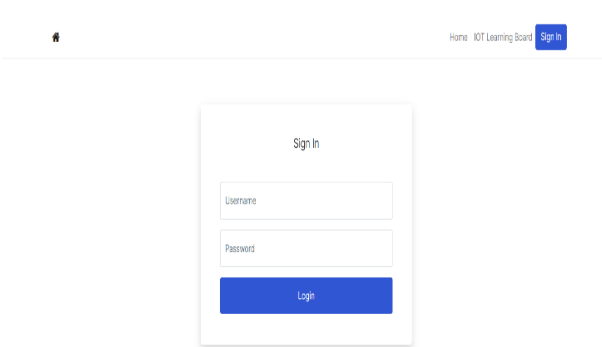 Home IOT Learning Board Sign In
Sign In
Username
Password
Login